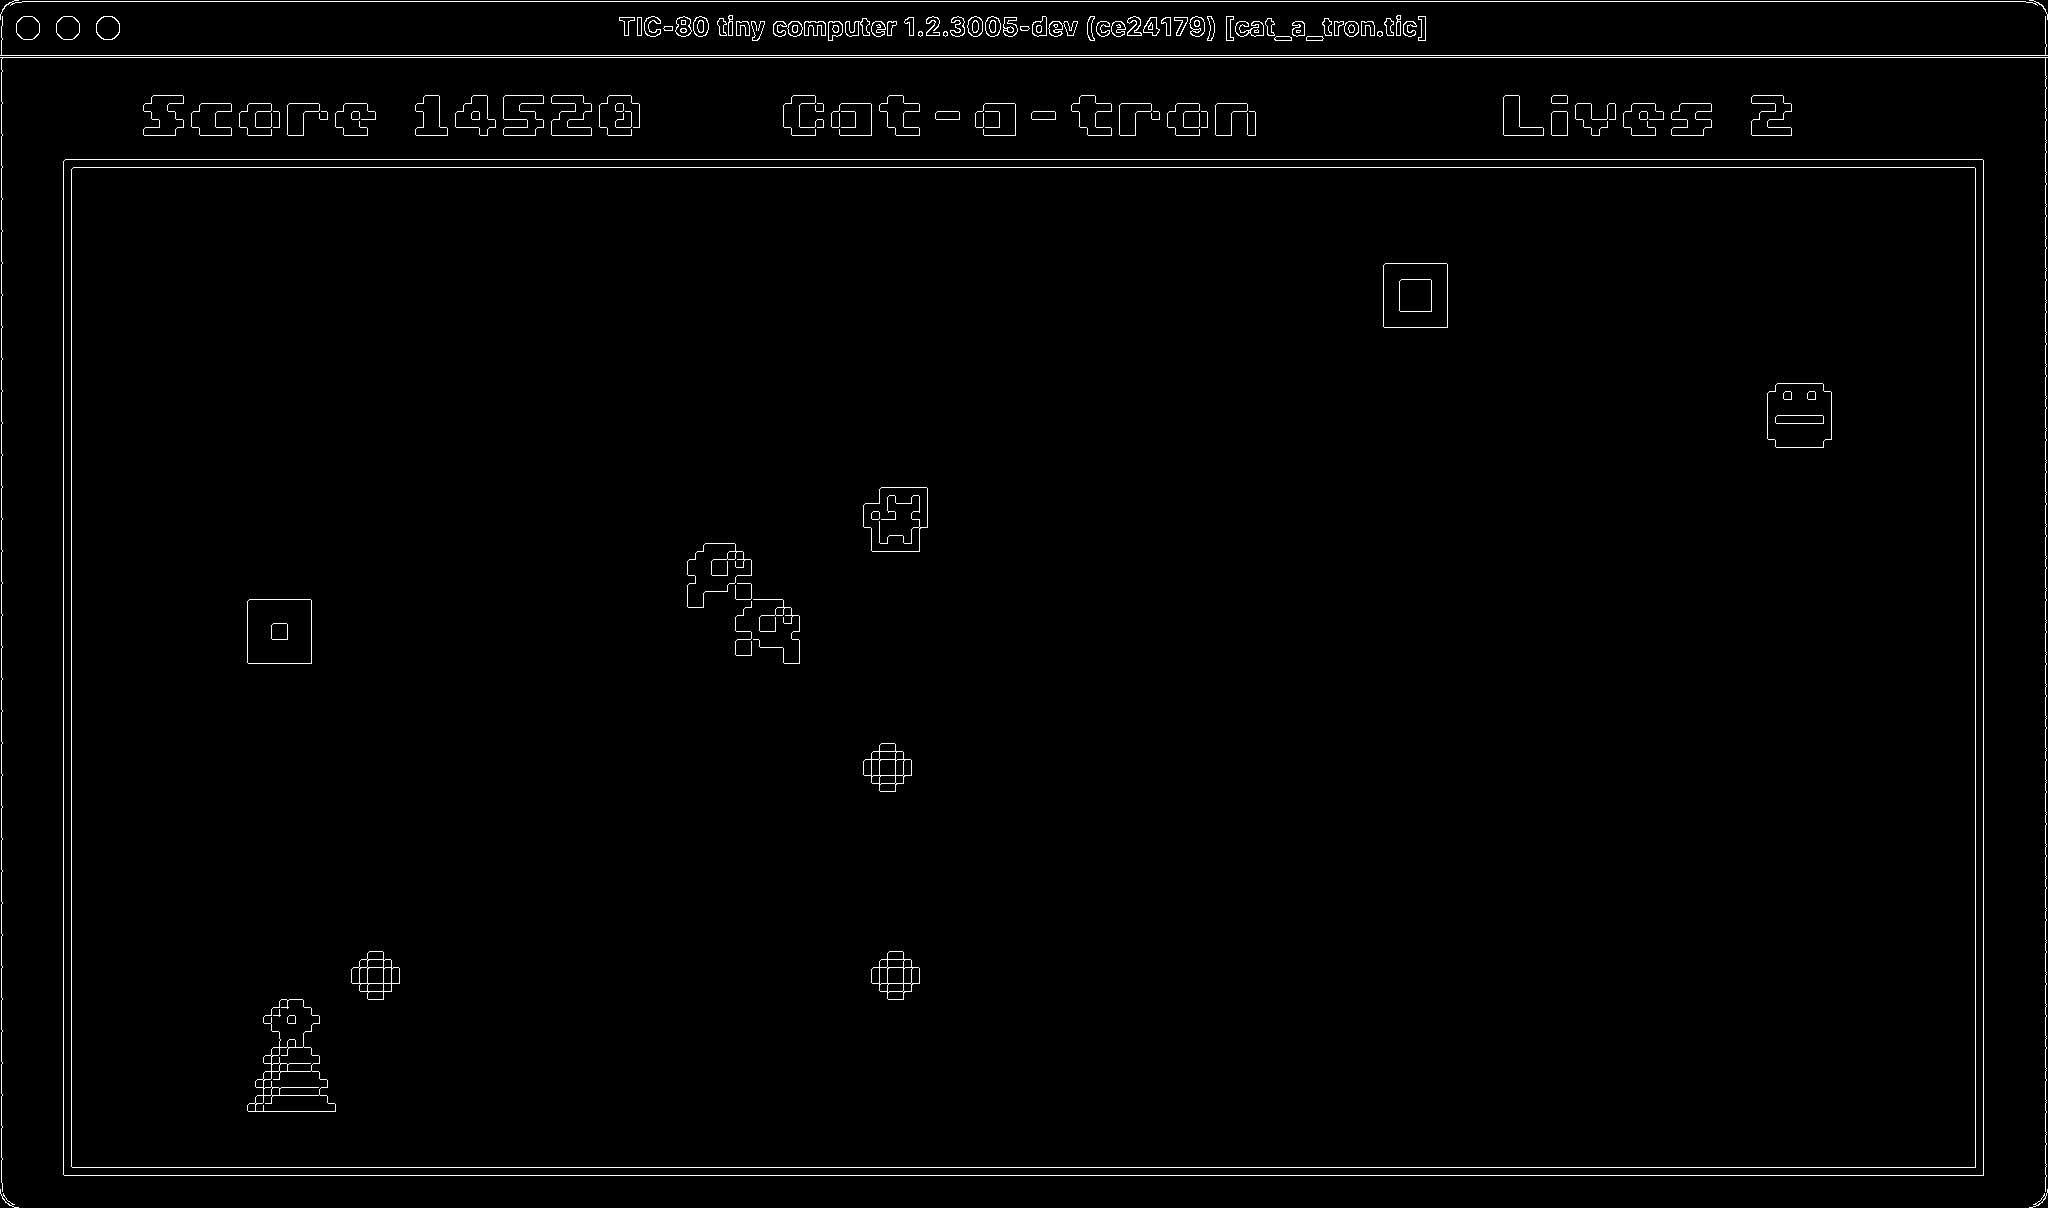 TIC-80 tiny computer 1.2.3005-dev (ce24179) [cat_a_tron.tic]
Score 14520 Cat-a-tron Lives 2